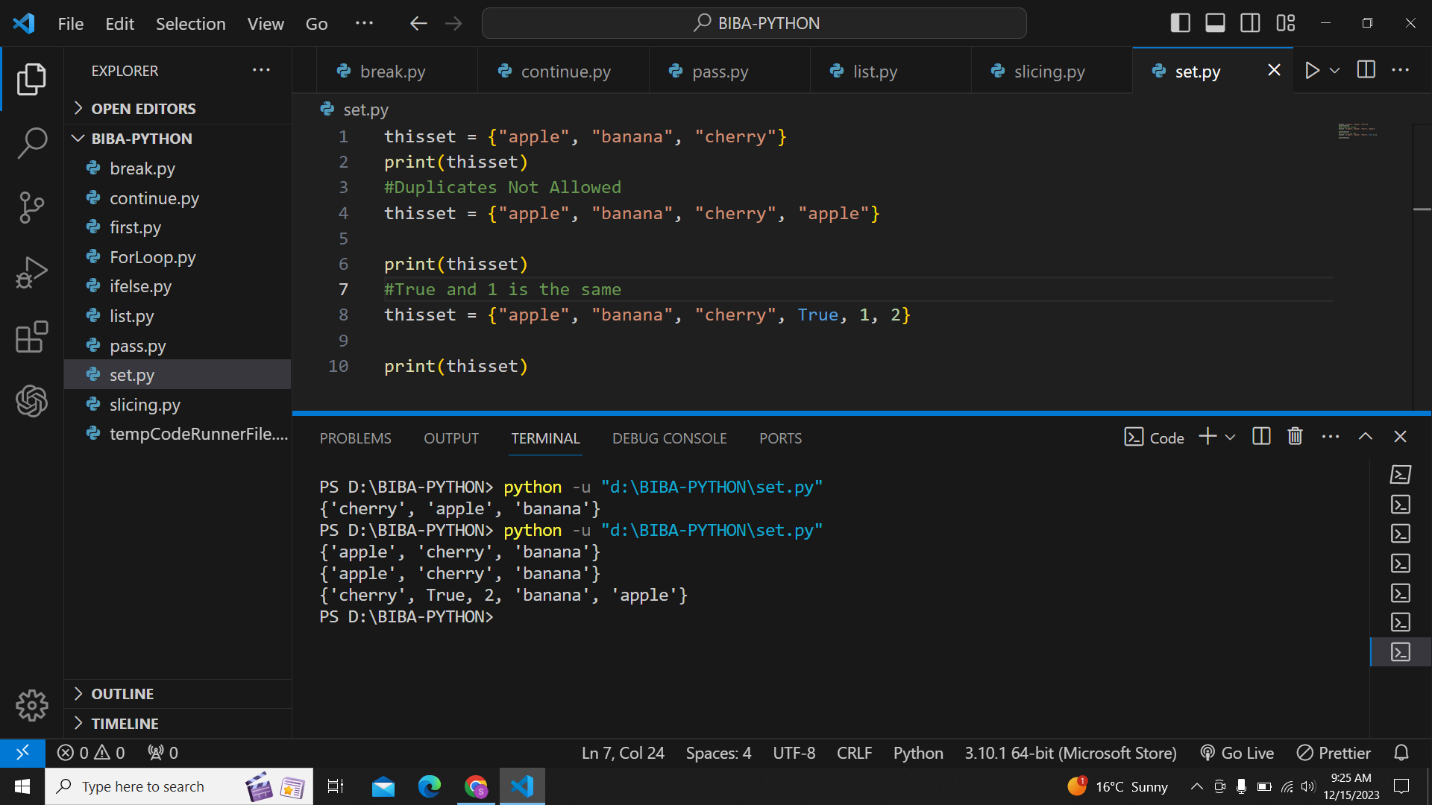 File Edit Selection View Go ··· BIBA-PYTHON
EXPLORER ···
OPEN EDITORS
BIBA-PYTHON
break.py
continue.py
first.py
ForLoop.py
ifelse.py
list.py
pass.py
set.py
slicing.py
tempCodeRunnerFile....
OUTLINE
TIMELINE
break.py continue.py pass.py list.py slicing.py set.py
set.py
1 thisset = {"apple", "banana", "cherry"}
2 print(thisset)
3 #Duplicates Not Allowed
4 thisset = {"apple", "banana", "cherry", "apple"}
5
6 print(thisset)
7 #True and 1 is the same
8 thisset = {"apple", "banana", "cherry", True, 1, 2}
9
10 print(thisset)
PROBLEMS OUTPUT TERMINAL DEBUG CONSOLE PORTS Code
PS D:\BIBA-PYTHON> python -u "d:\BIBA-PYTHON\set.py"
{'cherry', 'apple', 'banana'}
PS D:\BIBA-PYTHON> python -u "d:\BIBA-PYTHON\set.py"
{'apple', 'cherry', 'banana'}
{'apple', 'cherry', 'banana'}
{'cherry', True, 2, 'banana', 'apple'}
PS D:\BIBA-PYTHON>
0 0 0 Ln 7, Col 24 Spaces: 4 UTF-8 CRLF Python 3.10.1 64-bit (Microsoft Store) Go Live Prettier
Type here to search 1 16°C Sunny 9:25 AM
12/15/2023